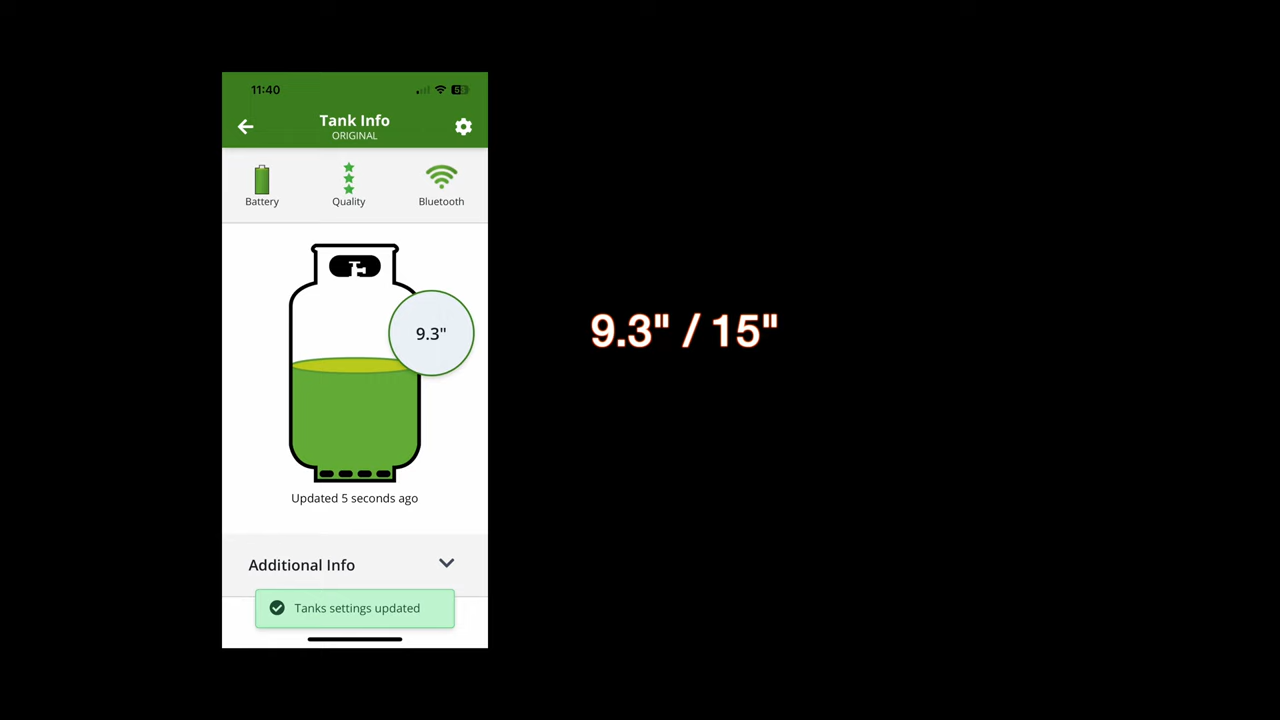 11:40
Tank Info
ORIGINAL
Battery
Quality
Bluetooth
9.3"
9.3" / 15"
Updated 5 seconds ago
Additional Info
Tanks settings updated